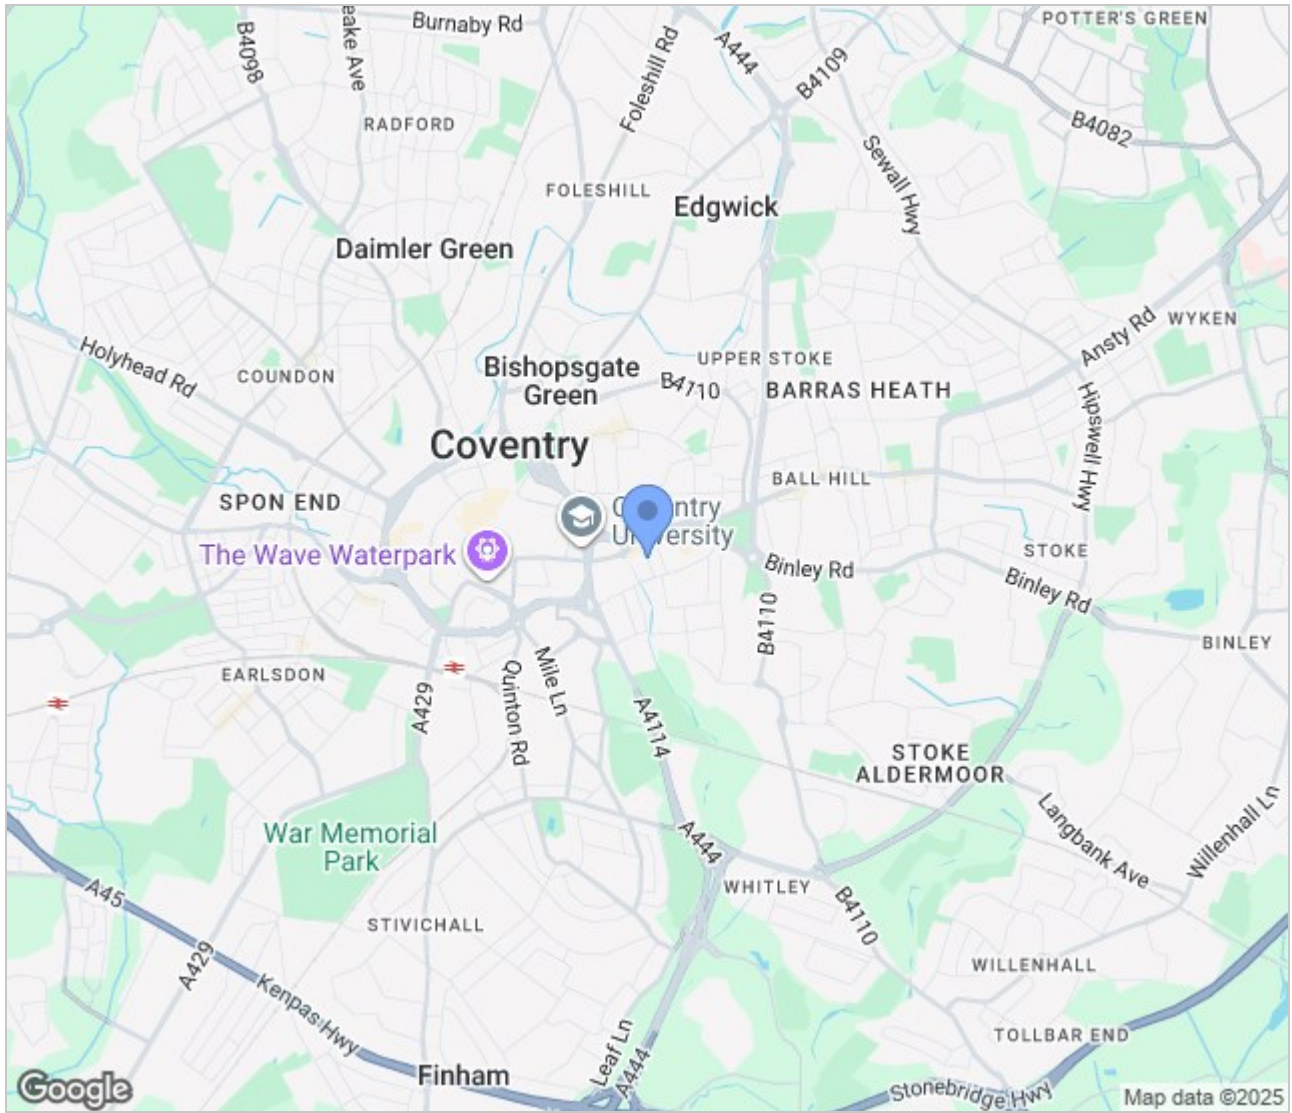 Burnaby Rd
POTTER'S GREEN
B4098
Foleshill Rd
A444
B4109
RADFORD
B4082
Sewall Hwy
FOLESHILL
Edgwick
Daimler Green
WYKEN
Ansty Rd
Holyhead Rd
COUNDON
Bishopsgate
Green
UPPER STOKE
B4110
BARRAS HEATH
Hipswell Hwy
Coventry
BALL HILL
SPON END
University
The Wave Waterpark
STOKE
Binley Rd
Binley Rd
B4110
BINLEY
EARLSDON
Mile Ln
Quinton Rd
A429
A4114
STOKE
ALDERMOOR
War Memorial
Park
Langbank Ave
Willenhall Ln
A444
A45
WHITLEY
B4110
STIVICHALL
A429
WILLENHALL
Kenpas Hwy
TOLLBAR END
Leaf Ln
Finham
A444
Stonebridge Hwy
Google
Map data ©2025